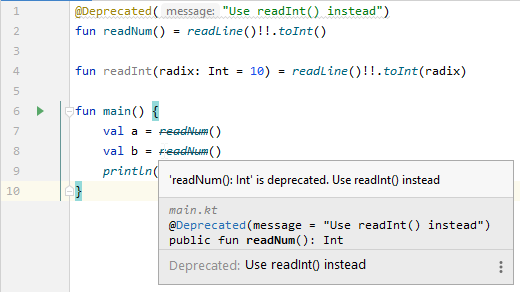 1 @Deprecated( message: "Use readInt() instead")
2 fun readNum() = readLine()!!.toInt()
3
4 fun readInt(radix: Int = 10) = readLine()!!.toInt(radix)
5
6 fun main() {
7 val a = readNum()
8 val b = readNum()
9 println(
10 }
'readNum(): Int' is deprecated. Use readInt() instead
main.kt
@Deprecated(message = "Use readInt() instead")
public fun readNum(): Int
Deprecated: Use readInt() instead